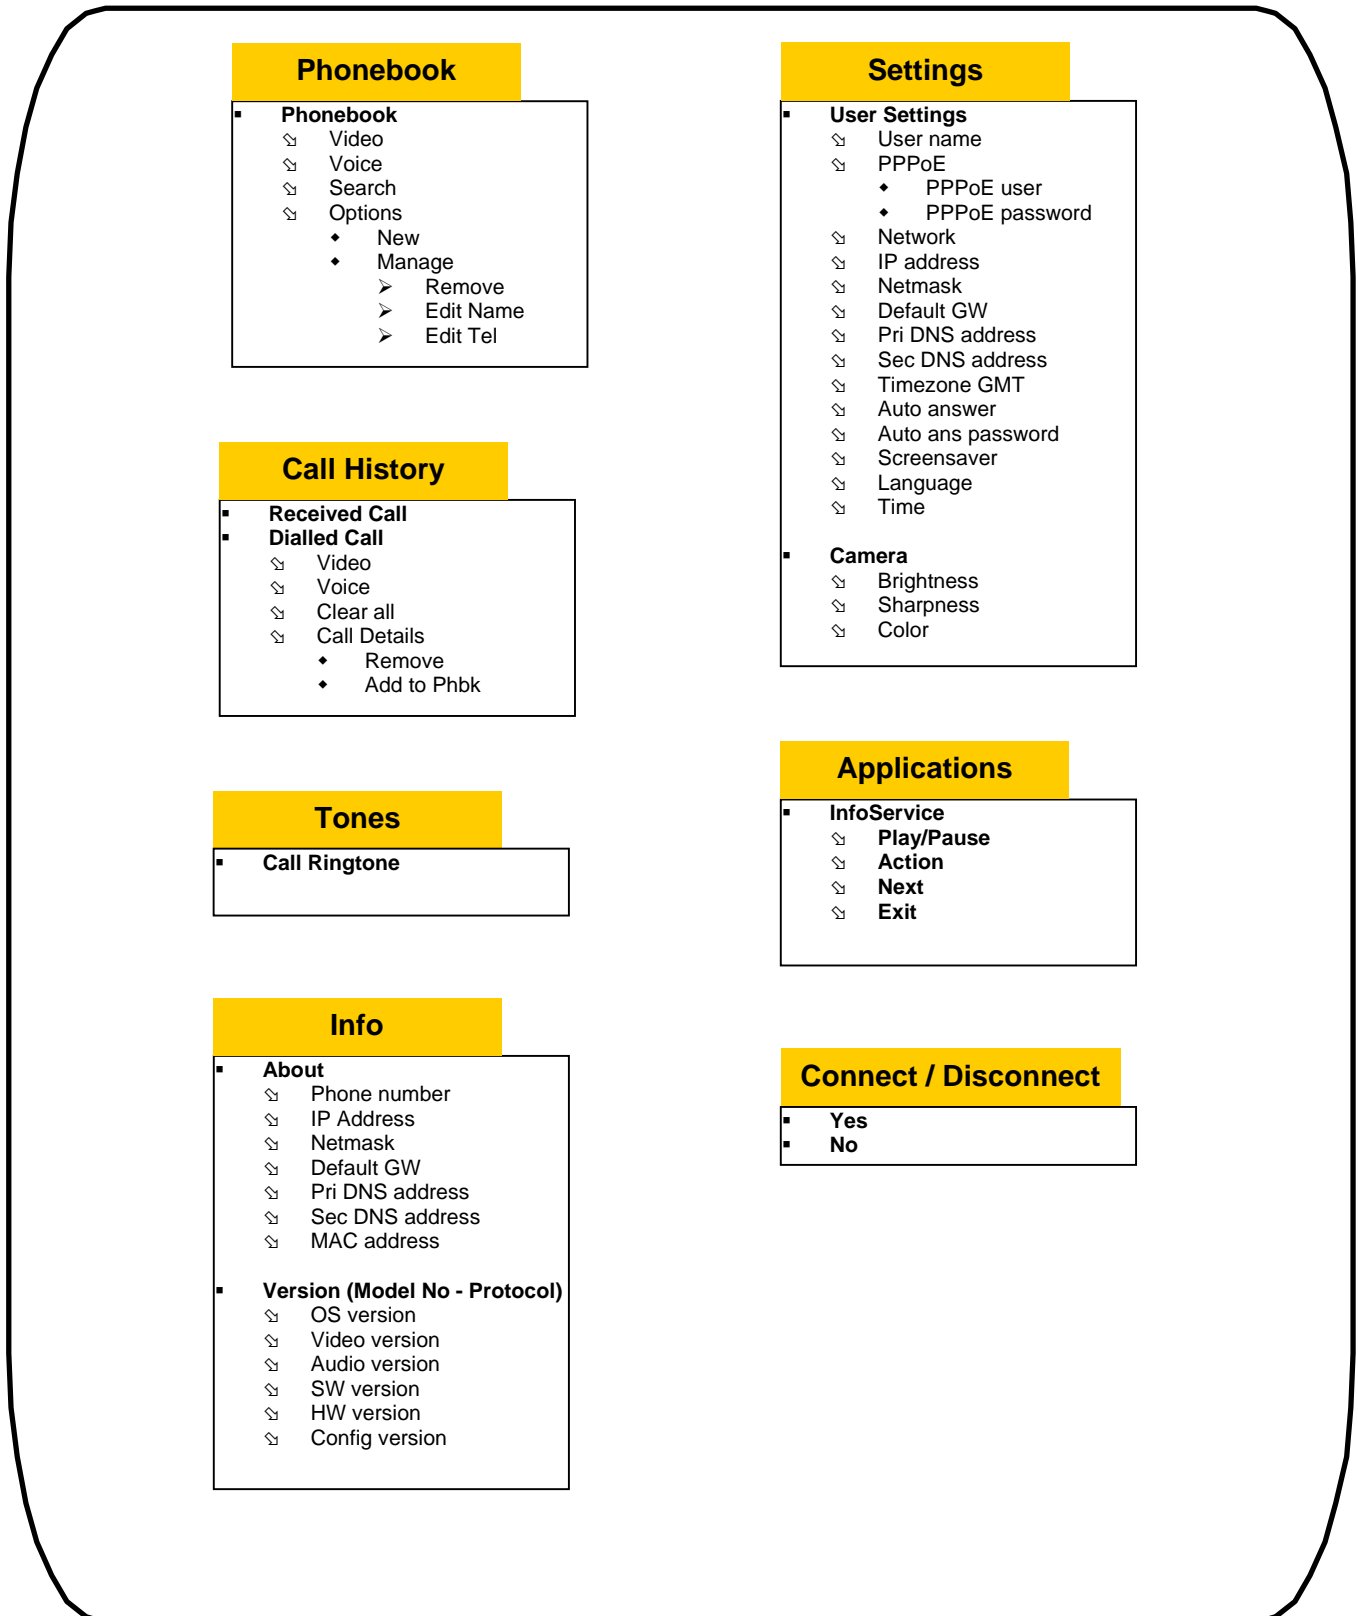 Phonebook
Phonebook
Video
Voice
Search
Options
New
Manage
Remove
Edit Name
Edit Tel
Call History
Received Call
Dialled Call
Video
Voice
Clear all
Call Details
Remove
Add to Phbk
Tones
Call Ringtone
Info
About
Phone number
IP Address
Netmask
Default GW
Pri DNS address
Sec DNS address
MAC address
Version (Model No - Protocol)
OS version
Video version
Audio version
SW version
HW version
Config version
Settings
User Settings
User name
PPPoE
PPPoE user
PPPoE password
Network
IP address
Netmask
Default GW
Pri DNS address
Sec DNS address
Timezone GMT
Auto answer
Auto ans password
Screensaver
Language
Time
Camera
Brightness
Sharpness
Color
Applications
InfoService
Play/Pause
Action
Next
Exit
Connect / Disconnect
Yes
No